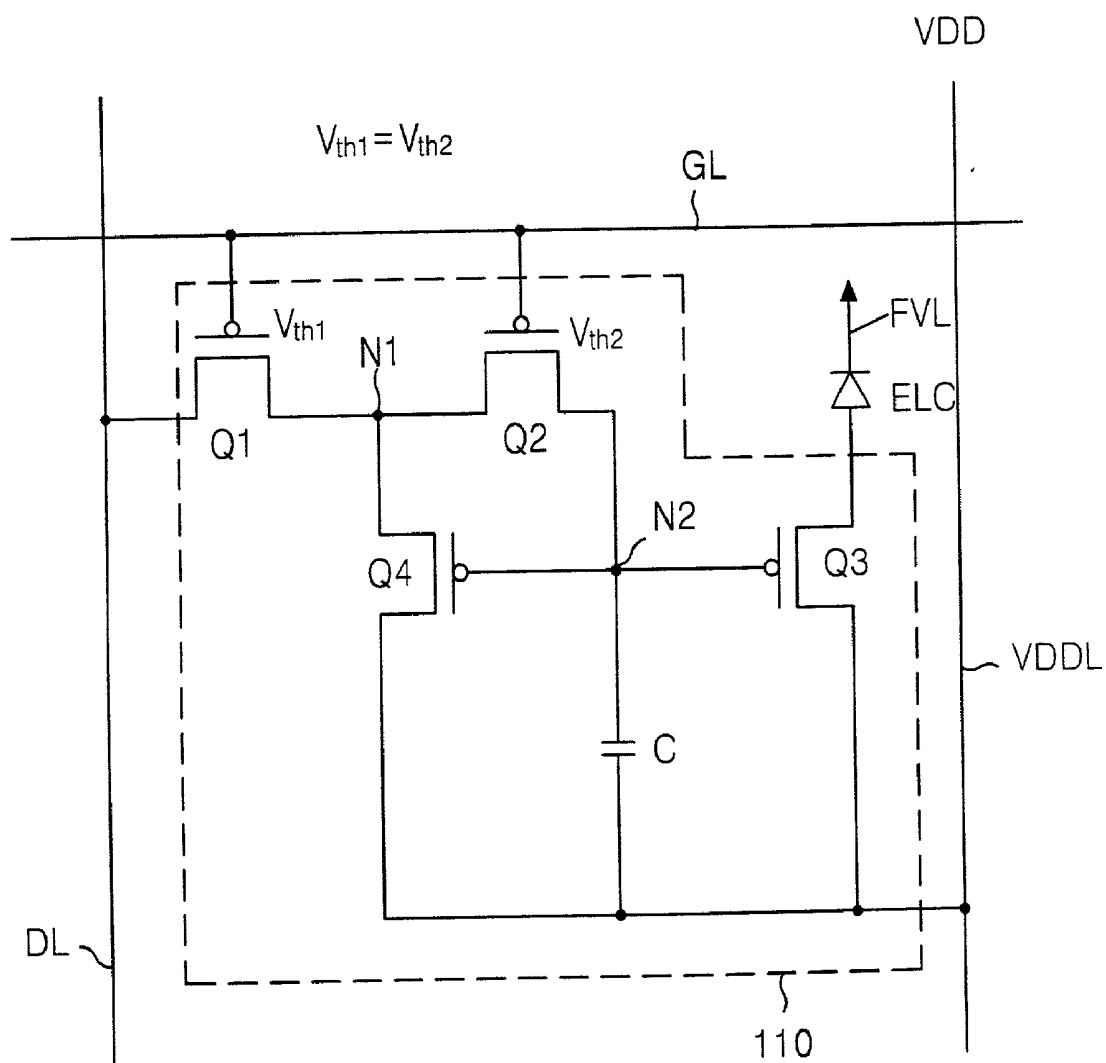 VDD
Vth1=Vth2
GL
Vth1
Vth2
FVL
N1
ELC
Q1
Q2
N2
Q4
Q3
VDDL
C
DL
110